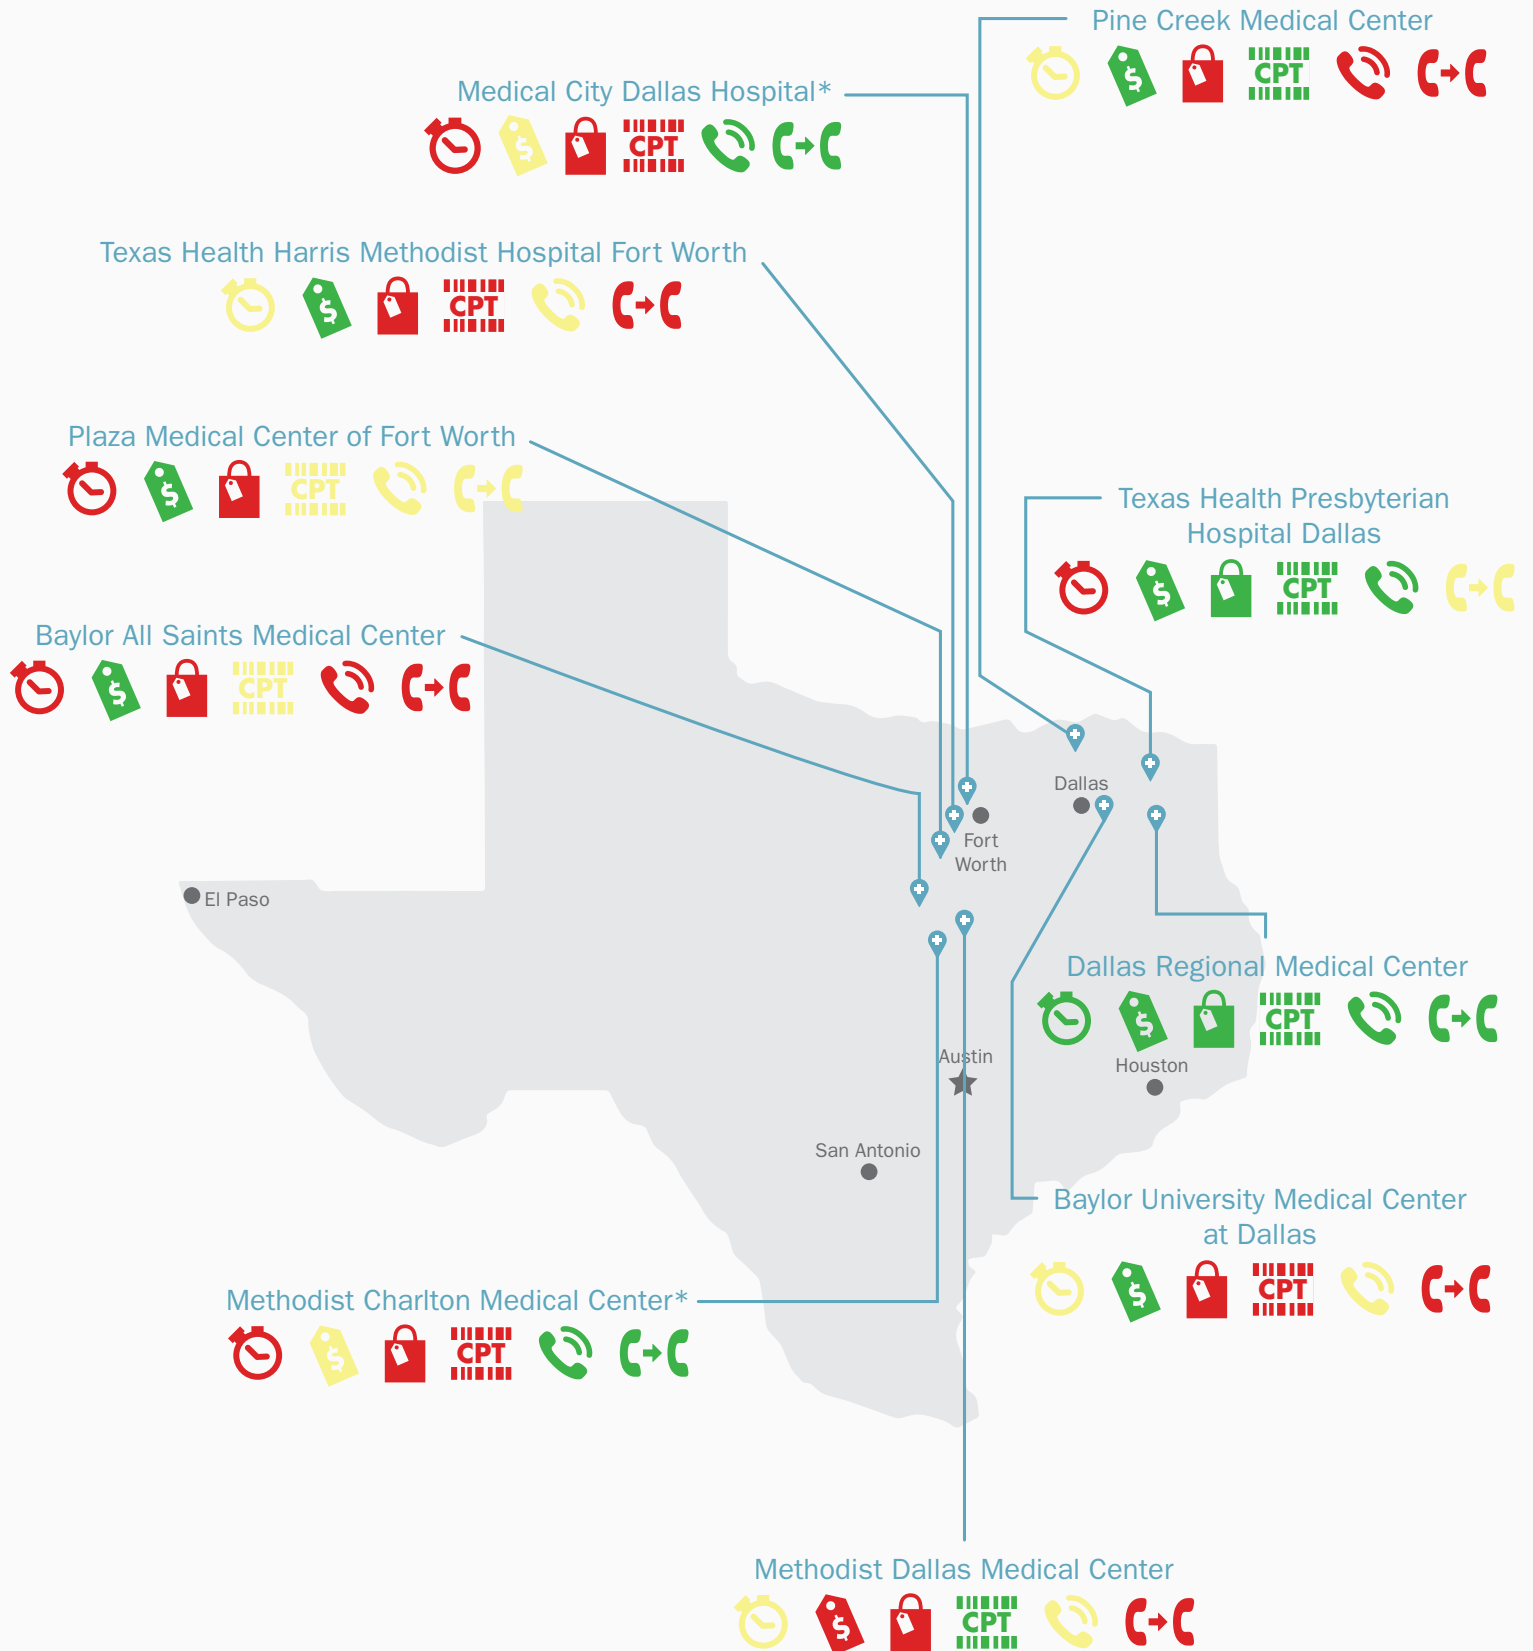 Pine Creek Medical Center
$ CPT
Medical City Dallas Hospital*
$ CPT
Texas Health Harris Methodist Hospital Fort Worth
$ CPT
Plaza Medical Center of Fort Worth
$ CPT
Texas Health Presbyterian
Hospital Dallas
$ CPT
Baylor All Saints Medical Center
$ CPT
Dallas
Fort
Worth
El Paso
Dallas Regional Medical Center
$ CPT
Austin
Houston
San Antonio
Baylor University Medical Center
at Dallas
$ CPT
Methodist Charlton Medical Center*
$ CPT
Methodist Dallas Medical Center
$ CPT